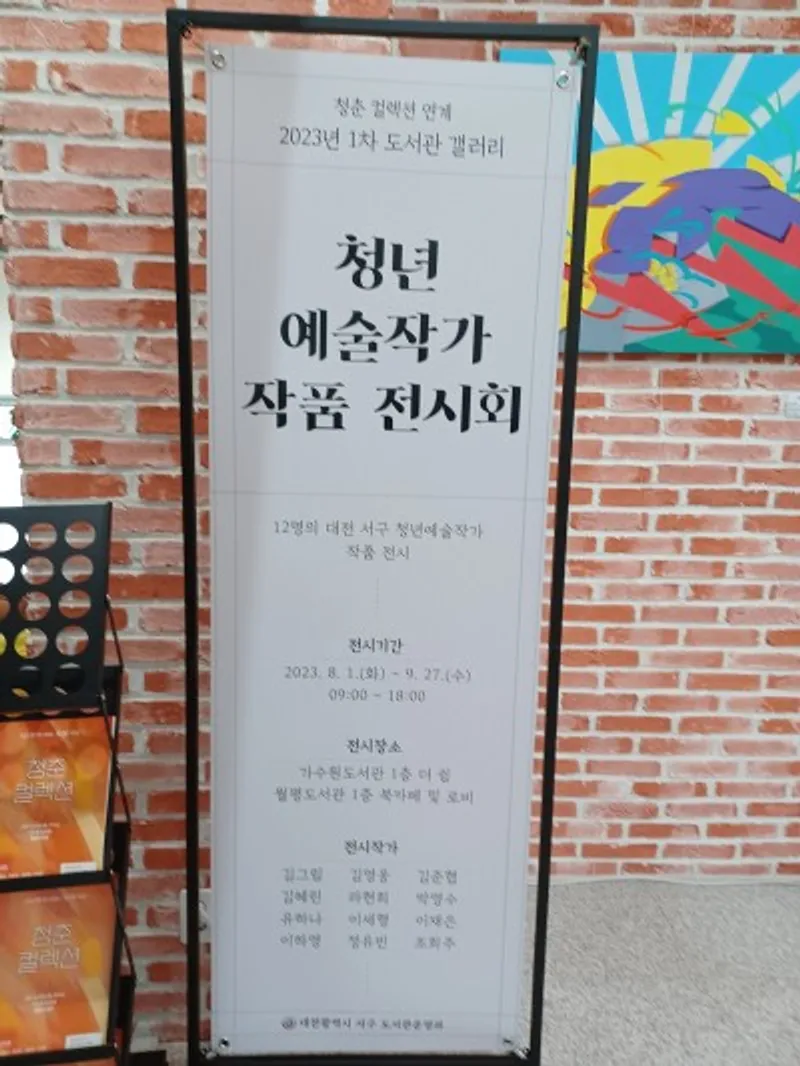 청춘 컬렉션 연계
2023년 1차 도서관 갤러리
청년
예술작가
작품 전시회
12명의 대전 서구 청년예술작가
작품 전시
전시기간
2023. 8. 1.(화) ~ 9. 27.(수)
09:00 ~ 18:00
전시장소
가수원도서관 1층 더 쉼
월평도서관 1층 북카페 및 로비
전시작가
김그림 김영웅 김준협
김혜린 라현희 박영수
유하나 이세형 이재은
이하영 정유빈 조희주
대전광역시 서구 도서관운영과
청춘
컬렉션
청춘
컬렉션